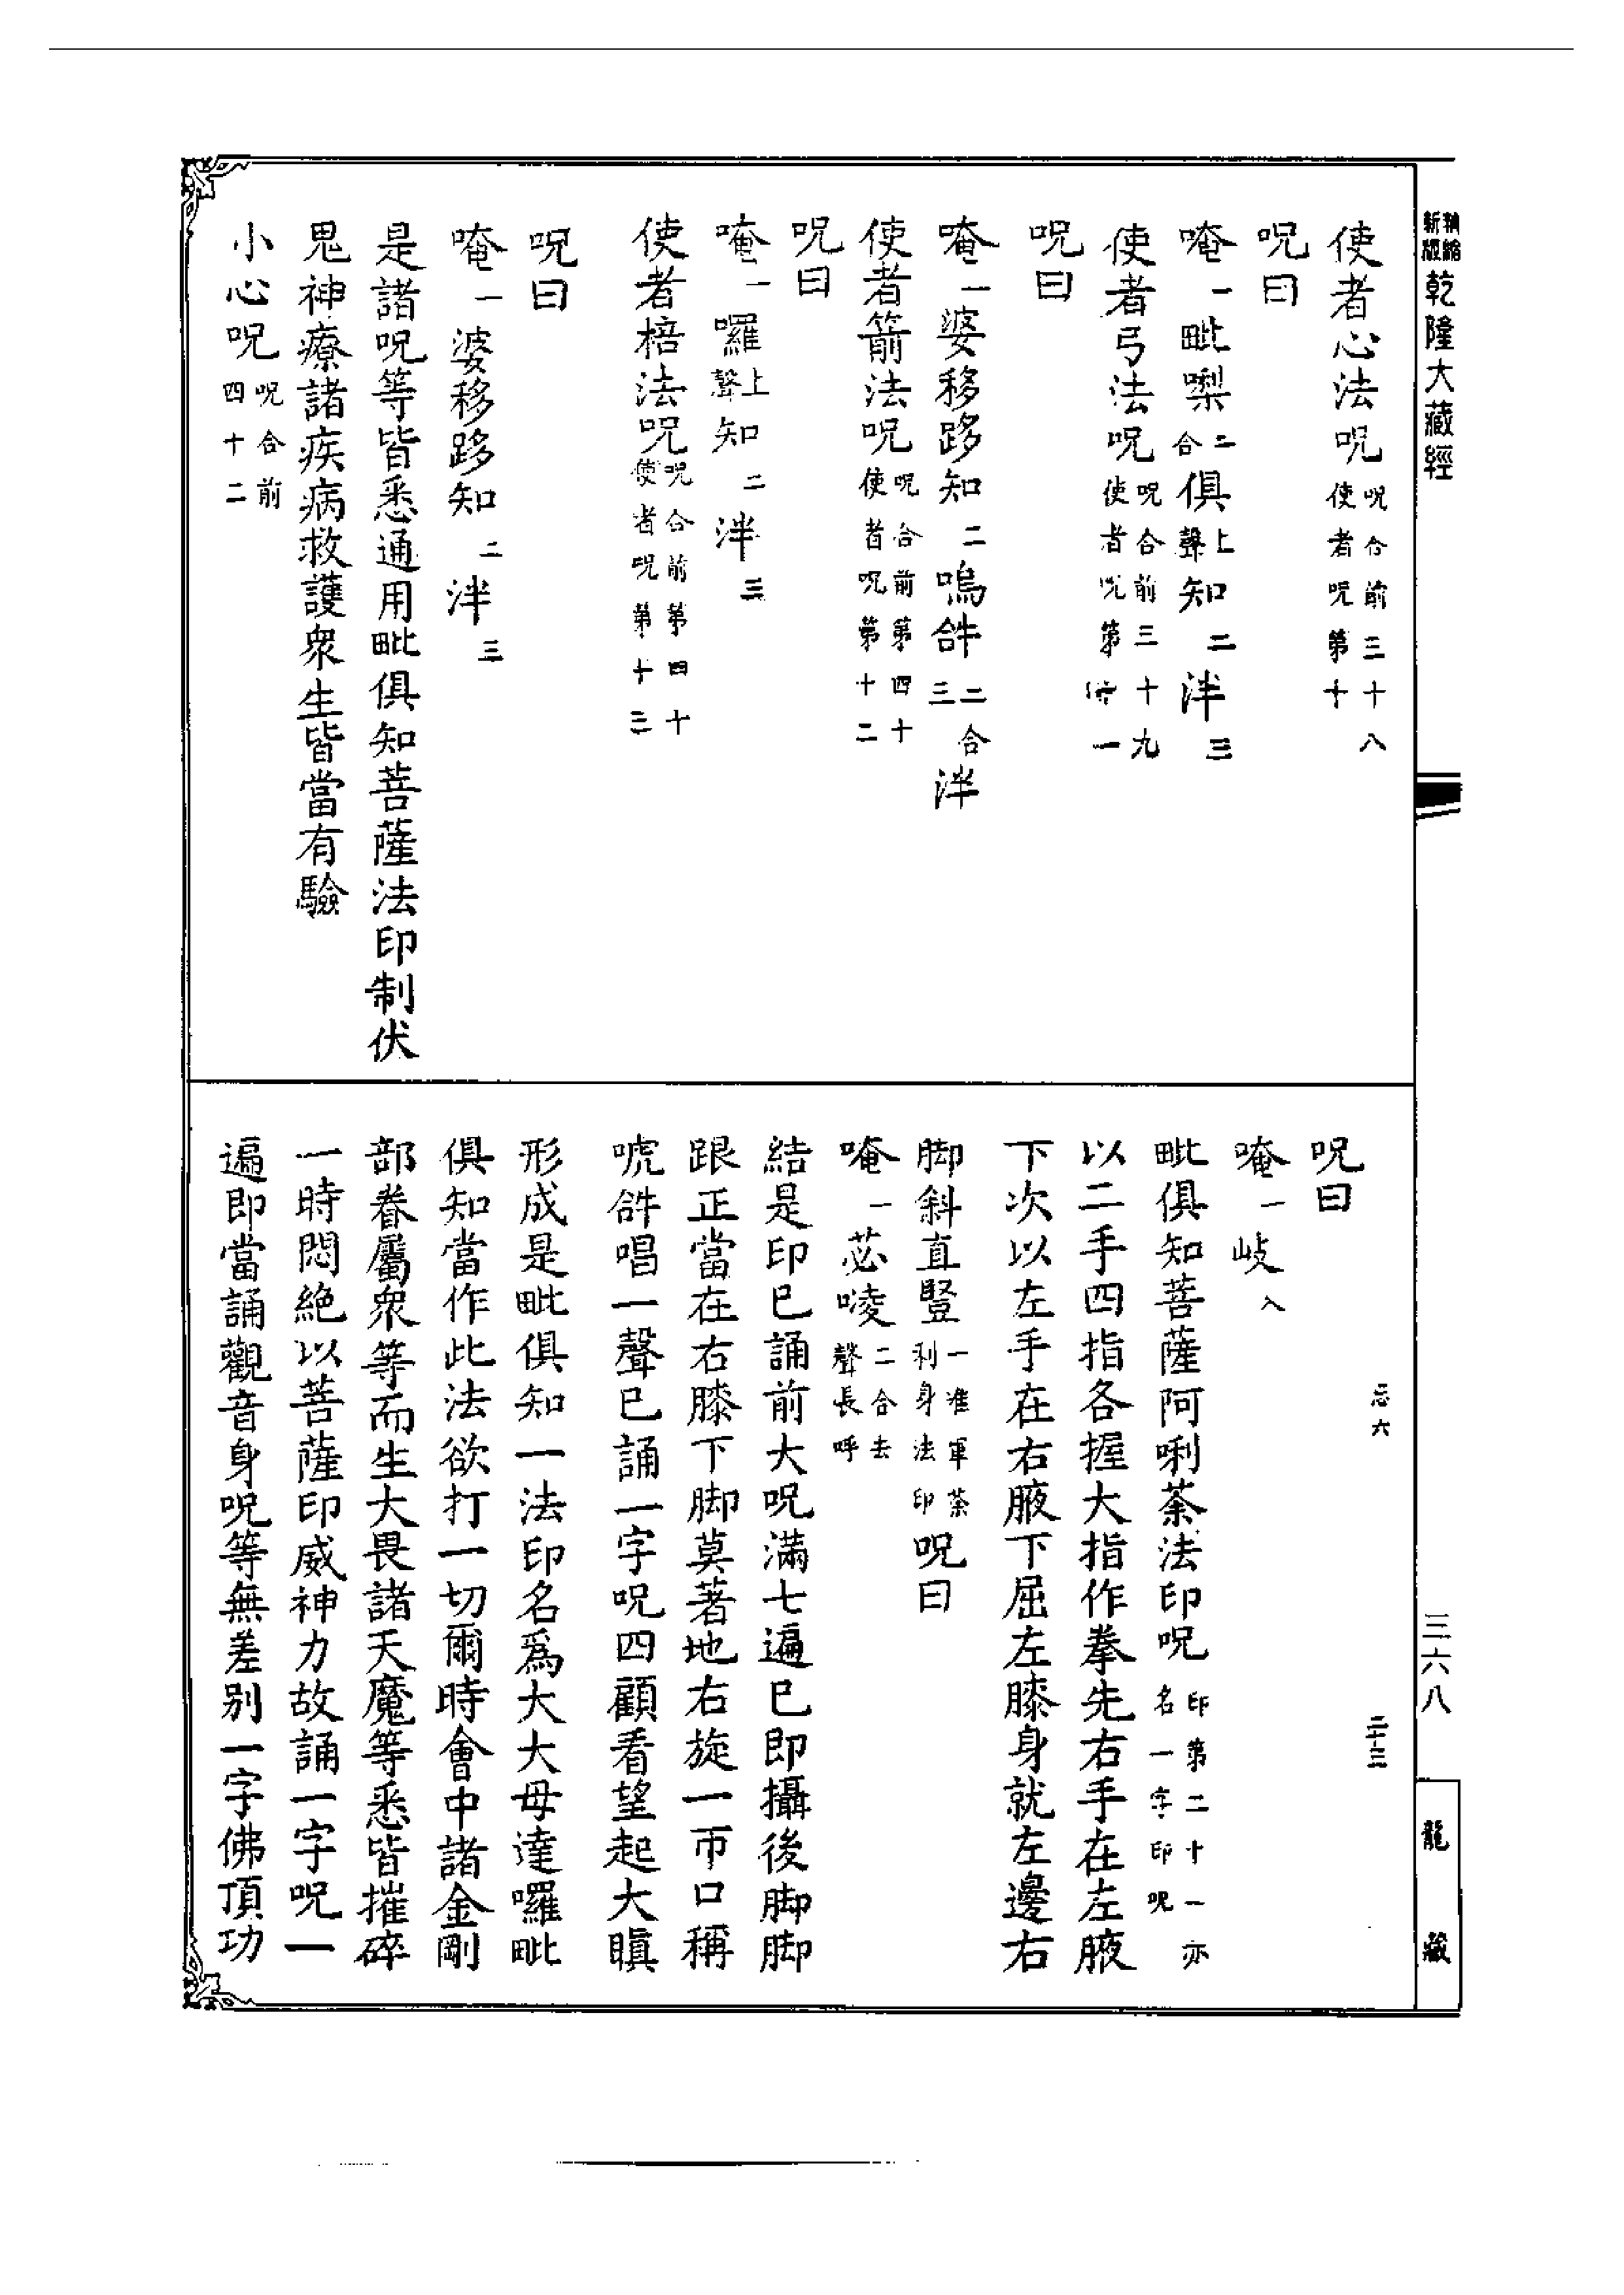 新版精縮乾隆大藏經
使者心法呪呪合前三十八使者呪第十
呪曰
唵一毗㗚二合俱上聲知二泮三
使者弓法呪呪合前三十九使者呪第十一
呪曰
唵一婆移跢知二嗚𤙖二合三泮
使者箭法呪呪合前第四十使者呪第十二
呪曰
唵一囉上聲知二泮三
使者棓法呪呪合前第四十使者呪第十三
呪曰
唵一婆移跢知二泮三
是諸呪等皆悉通用毗俱知菩薩法印制伏
鬼神療諸疾病救護衆生皆當有驗
小心呪呪合前四十二
呪曰
唵一岐入
毗俱知菩薩阿唎荼法印呪印第二十一亦名一字印呪
以二手四指各握大指作拳先右手在左腋
下次以左手在右腋下屈左膝身就左邊右
脚斜直豎一准軍荼利身法印呪曰
唵一苾㖫二合去聲長呼
結是印已誦前大呪滿七遍已即攝後脚脚
跟正當在右膝下脚莫著地右旋一帀口稱
唬𤙖唱一聲已誦一字呪四顧看望起大瞋
形成是毗俱知一法印名爲大大母達囉毗
俱知當作此法欲打一切爾時會中諸金剛
部眷屬衆等而生大畏諸天魔等悉皆摧碎
一時悶絶以菩薩印威神力故誦一字呪一
遍即當誦觀音身呪等無差別一字佛頂功
忘六
二十三
三六八
龍藏